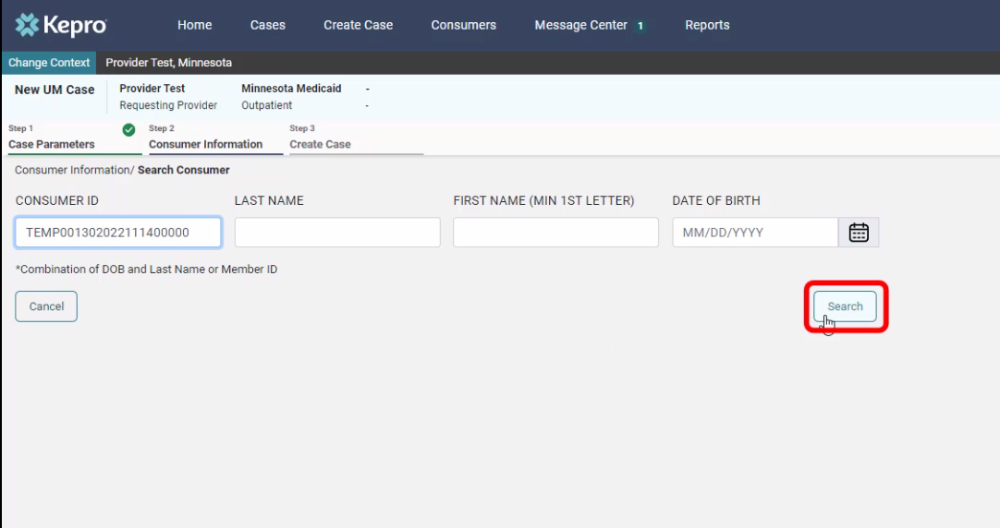 Kepro Home Cases Create Case Consumers Message Center 1 Reports
Change Context Provider Test, Minnesota
New UM Case Provider Test Minnesota Medicaid -
Requesting Provider Outpatient -
Step 1 Step 2 Step 3
Case Parameters Consumer Information Create Case
Consumer Information/ Search Consumer
CONSUMER ID LAST NAME FIRST NAME (MIN 1ST LETTER) DATE OF BIRTH
TEMP001302022111400000 MM/DD/YYYY
*Combination of DOB and Last Name or Member ID
Cancel Search